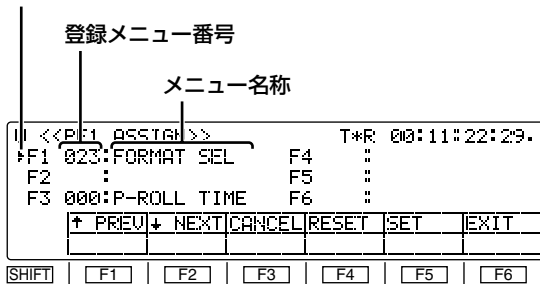 登録メニュー番号
メニュー名称
<<PF1 ASSIGN>> T*R 00:11:22:29.
F1 023:FORMAT SEL F4 :
F2 : F5 :
F3 000:P-ROLL TIME F6 :
↑ PREV ↓ NEXT CANCEL RESET SET EXIT
SHIFT F1 F2 F3 F4 F5 F6